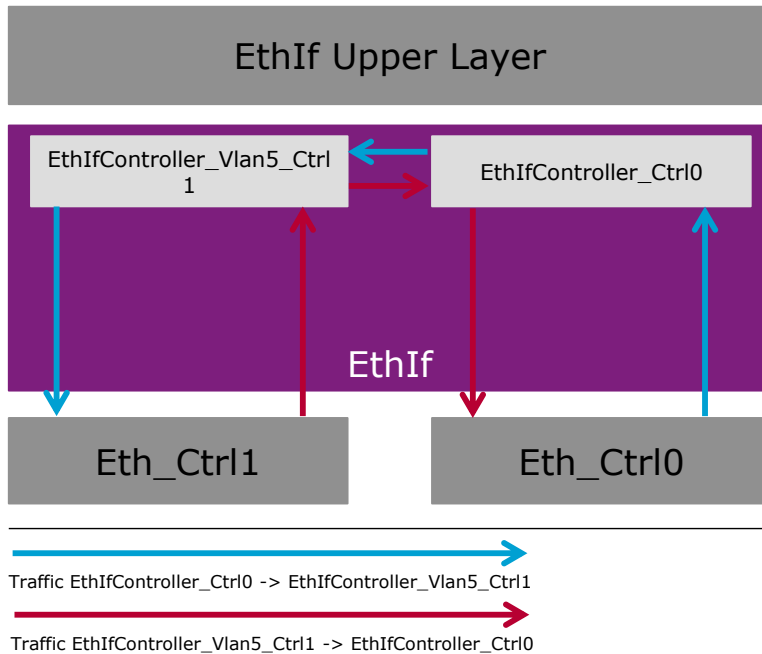 EthIf Upper Layer
EthIfController_Vlan5_Ctrl
1
EthIfController_Ctrl0
EthIf
Eth_Ctrl1
Eth_Ctrl0
Traffic EthIfController_Ctrl0 -> EthIfController_Vlan5_Ctrl1
Traffic EthIfController_Vlan5_Ctrl1 -> EthIfController_Ctrl0